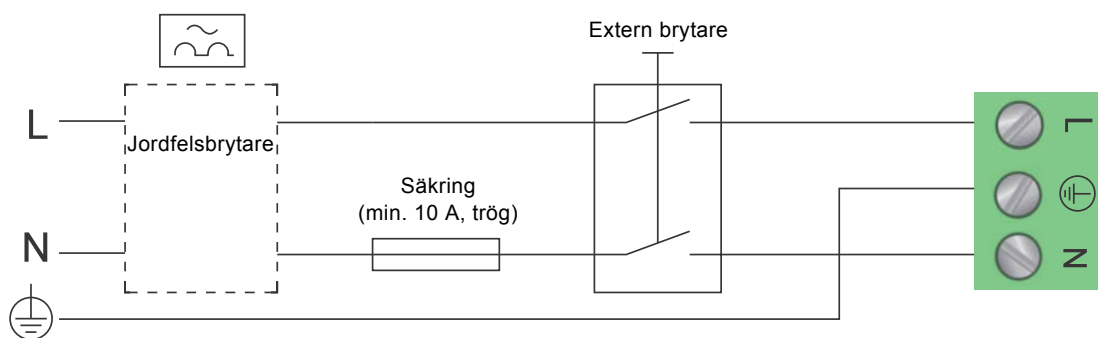 Extern brytare
L
Jordfelsbrytare
L
Säkring
(min. 10 A, trög)
N
N